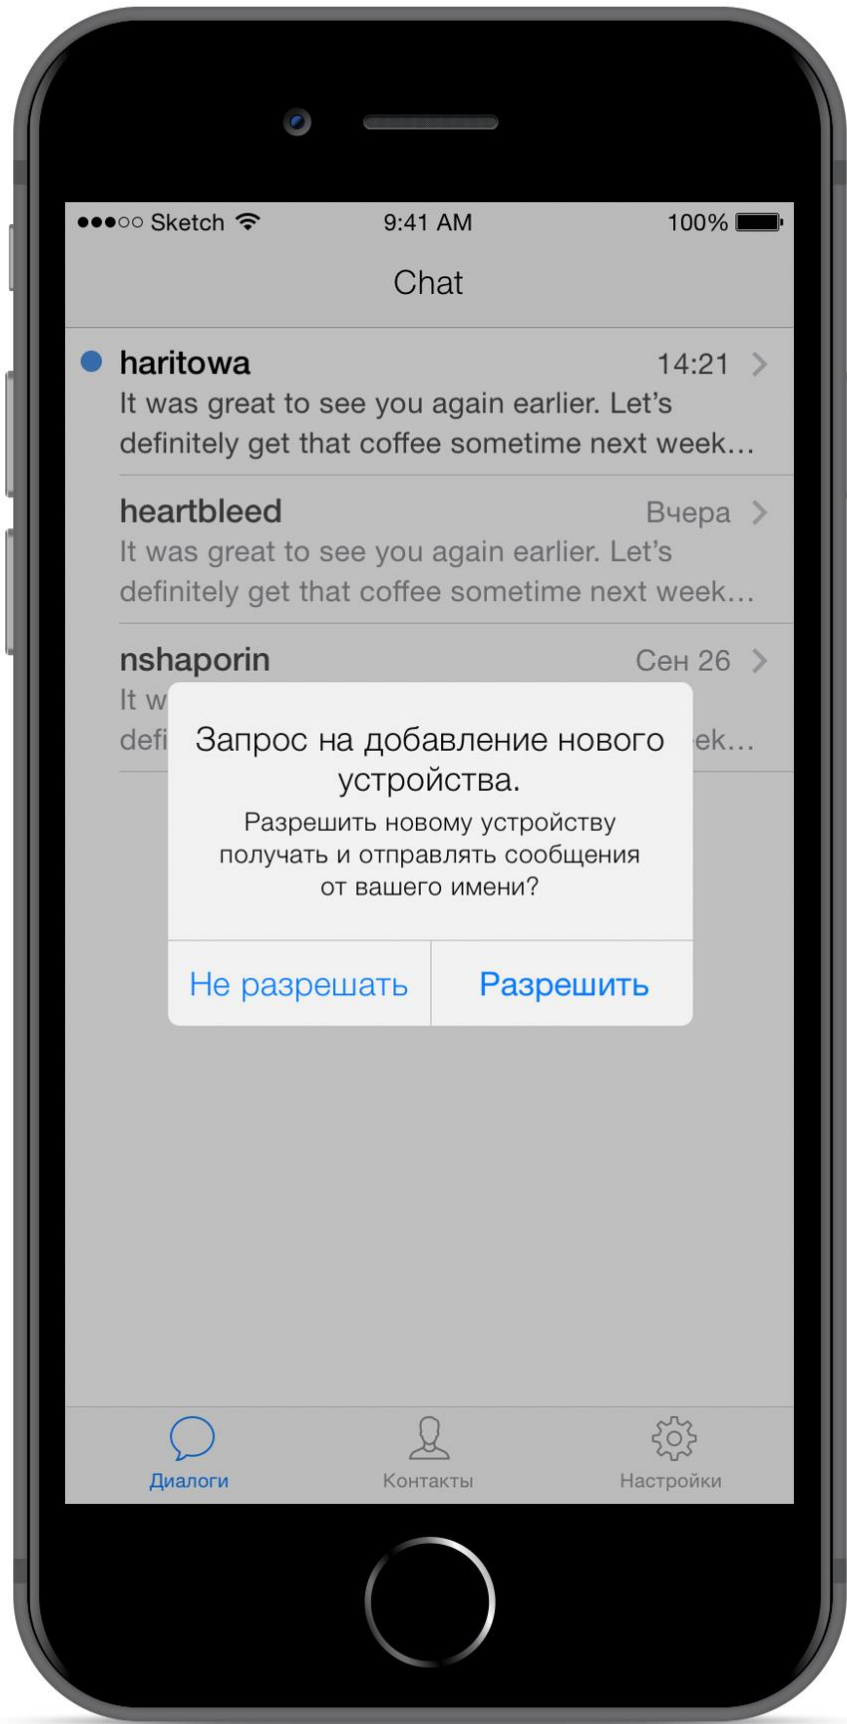 Sketch 9:41 AM 100%
Chat
haritowa 14:21
It was great to see you again earlier. Let’s
definitely get that coffee sometime next week...
heartbleed Вчера
It was great to see you again earlier. Let’s
definitely get that coffee sometime next week...
nshaporin Сен 26
It
Запрос на добавление нового
устройства.
Разрешить новому устройству
получать и отправлять сообщения
от вашего имени?
Не разрешать Разрешить
Диалоги Контакты Настройки